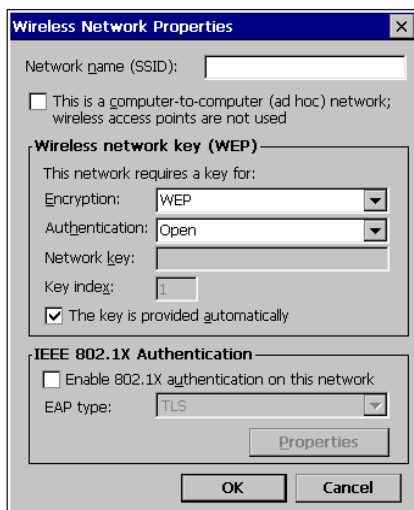 Wireless Network Properties
Network name (SSID):
This is a computer-to-computer (ad hoc) network;
wireless access points are not used
Wireless network key (WEP)
This network requires a key for:
Encryption: WEP
Authentication: Open
Network key:
Key index: 1
The key is provided automatically
IEEE 802.1X Authentication
Enable 802.1X authentication on this network
EAP type: TLS
Properties
OK Cancel